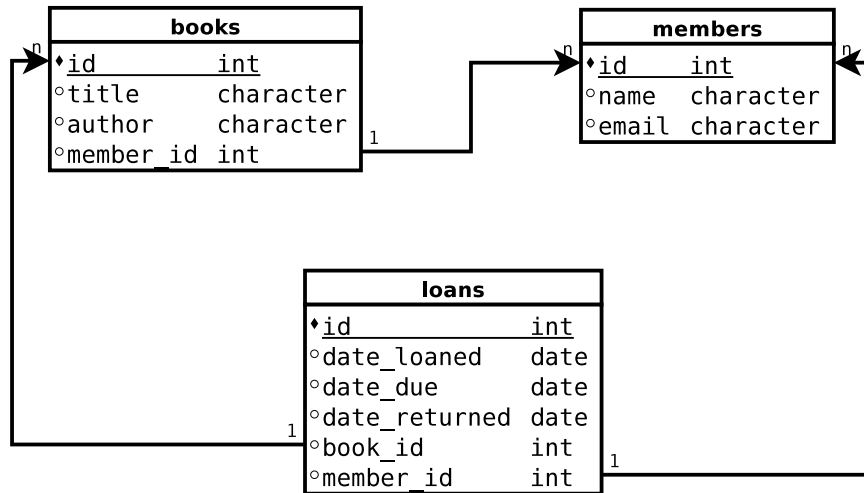 books
n
id int
title character
author character
member_id int
1
members
n
n
id int
name character
email character
loans
id int
date_loaned date
date_due date
date_returned date
1
book_id int
member_id int
1